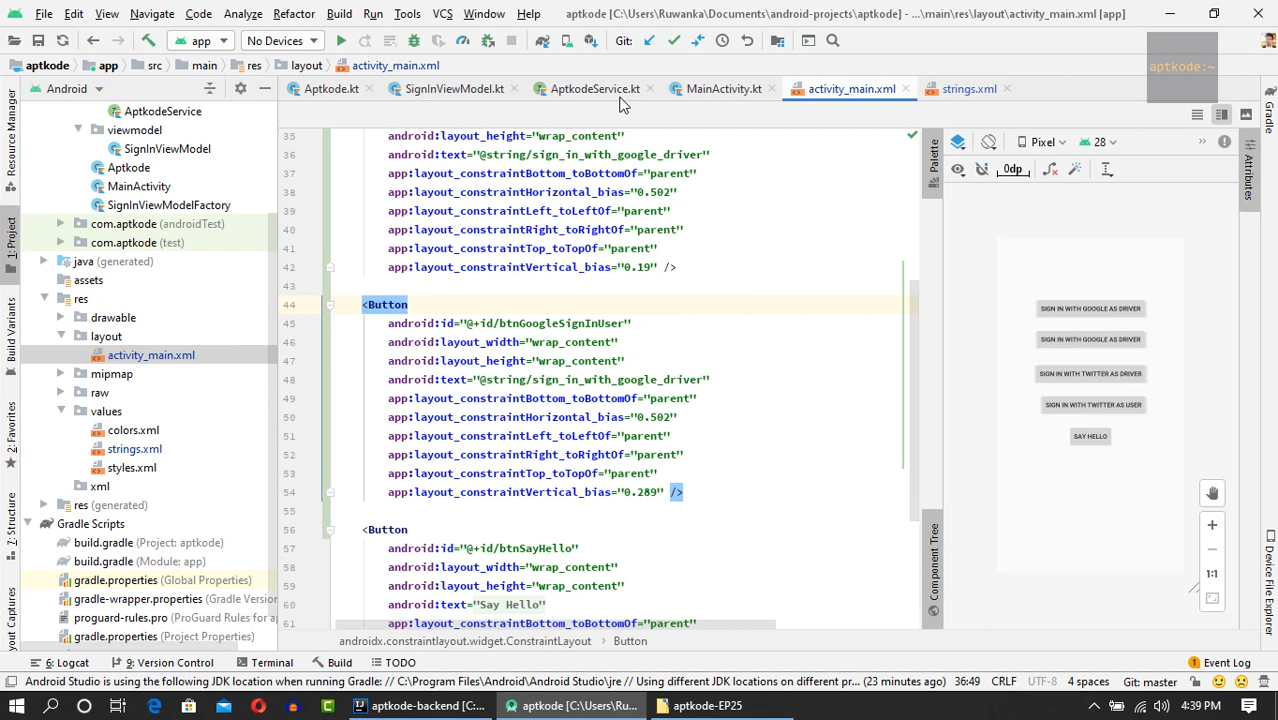 File Edit View Navigate Code Analyze Refactor Build Run Tools VCS Window Help aptkode [C:\Users\Ruwanka\Documents\android-projects\aptkode] - ...\main\res\layout\activity_main.xml [app]
app No Devices Git:
aptkode app src main res layout activity_main.xml
aptkode:~
Android Aptkode.kt SignInViewModel.kt AptkodeService.kt MainActivity.kt activity_main.xml strings.xml
Resource Manager
1: Project
Build Variants
2: Favorites
7: Structure
Layout Captures
AptkodeService
viewmodel
SignInViewModel
Aptkode
MainActivity
SignInViewModelFactory
com.aptkode (androidTest)
com.aptkode (test)
java (generated)
assets
res
drawable
layout
activity_main.xml
mipmap
raw
values
colors.xml
strings.xml
styles.xml
xml
res (generated)
Gradle Scripts
build.gradle (Project: aptkode)
build.gradle (Module: app)
gradle.properties (Global Properties)
gradle-wrapper.properties (Gradle Version
proguard-rules.pro (ProGuard Rules for ap
gradle.properties (Project Properties)
35 android:layout_height="wrap_content"
36 android:text="@string/sign_in_with_google_driver"
37 app:layout_constraintBottom_toBottomOf="parent"
38 app:layout_constraintHorizontal_bias="0.502"
39 app:layout_constraintLeft_toLeftOf="parent"
40 app:layout_constraintRight_toRightOf="parent"
41 app:layout_constraintTop_toTopOf="parent"
42 app:layout_constraintVertical_bias="0.19" />
43
44 <Button
45 android:id="@+id/btnGoogleSignInUser"
46 android:layout_width="wrap_content"
47 android:layout_height="wrap_content"
48 android:text="@string/sign_in_with_google_driver"
49 app:layout_constraintBottom_toBottomOf="parent"
50 app:layout_constraintHorizontal_bias="0.502"
51 app:layout_constraintLeft_toLeftOf="parent"
52 app:layout_constraintRight_toRightOf="parent"
53 app:layout_constraintTop_toTopOf="parent"
54 app:layout_constraintVertical_bias="0.289" />
55
56 <Button
57 android:id="@+id/btnSayHello"
58 android:layout_width="wrap_content"
59 android:layout_height="wrap_content"
60 android:text="Say Hello"
61 app:layout_constraintBottom_toBottomOf="parent"
androidx.constraintlayout.widget.ConstraintLayout Button
Palette
Component Tree
Pixel 28
0dp
SIGN IN WITH GOOGLE AS DRIVER
SIGN IN WITH GOOGLE AS DRIVER
SIGN IN WITH TWITTER AS DRIVER
SIGN IN WITH TWITTER AS USER
SAY HELLO
1:1
Gradle
Attributes
Device File Explorer
6: Logcat 9: Version Control Terminal Build TODO 1 Event Log
Android Studio is using the following JDK location when running Gradle: // C:\Program Files\Android\Android Studio\jre // Using different JDK locations on different pr... (23 minutes ago) 36:49 CRLF UTF-8 4 spaces Git: master
aptkode-backend [C:... aptkode [C:\Users\Ru... aptkode-EP25 4:39 PM